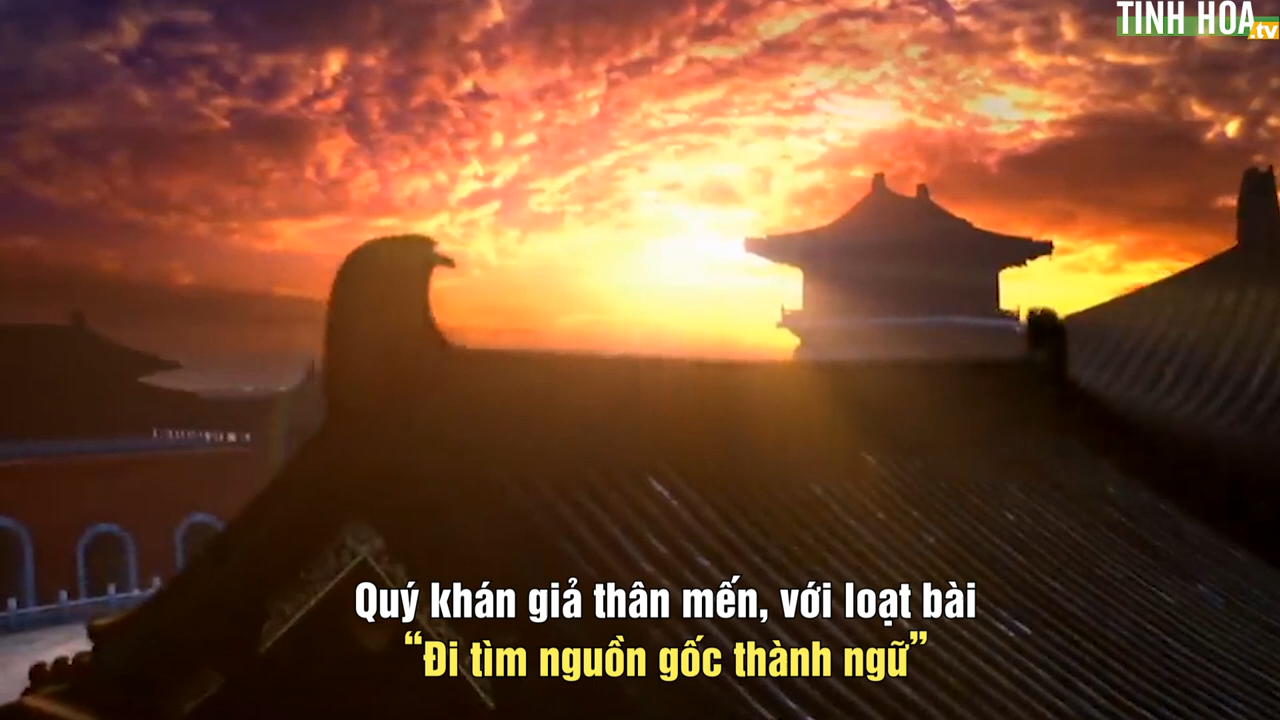 TINH HOA
.tv
Quý khán giả thân mến, với loạt bài
“Đi tìm nguồn gốc thành ngữ”